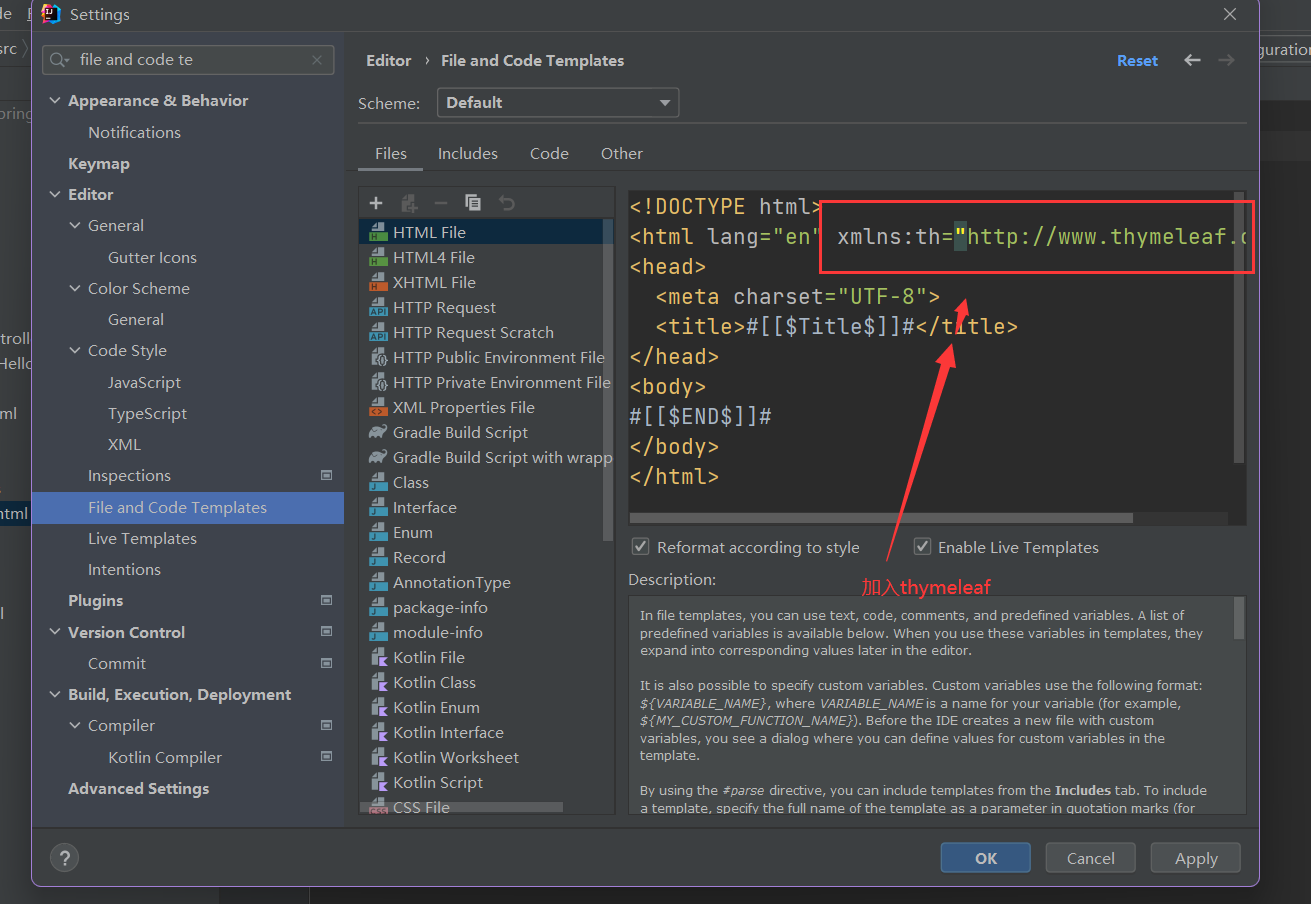 de
Settings
src
guration
file and code te
Editor › File and Code Templates
Reset
Appearance & Behavior
Scheme:
Default
Notifications
Keymap
Files
Includes
Code
Other
Editor
General
Gutter Icons
Color Scheme
General
Code Style
JavaScript
TypeScript
XML
Inspections
File and Code Templates
Live Templates
Intentions
Plugins
Version Control
Commit
Build, Execution, Deployment
Compiler
Kotlin Compiler
Advanced Settings
HTML File
HTML4 File
XHTML File
HTTP Request
HTTP Request Scratch
HTTP Public Environment File
HTTP Private Environment File
XML Properties File
Gradle Build Script
Gradle Build Script with wrapp
Class
Interface
Enum
Record
AnnotationType
package-info
module-info
Kotlin File
Kotlin Class
Kotlin Enum
Kotlin Interface
Kotlin Worksheet
Kotlin Script
CSS File
<!DOCTYPE html>
<html lang="en" xmlns:th="http://www.thymeleaf.
<head>
<meta charset="UTF-8">
<title>#[[$Title$]]#</title>
</head>
<body>
#[[$END$]]#
</body>
</html>
Reformat according to style
Enable Live Templates
加入thymeleaf
Description:
In file templates, you can use text, code, comments, and predefined variables. A list of
predefined variables is available below. When you use these variables in templates, they
expand into corresponding values later in the editor.
It is also possible to specify custom variables. Custom variables use the following format:
${VARIABLE_NAME}, where VARIABLE_NAME is a name for your variable (for example,
${MY_CUSTOM_FUNCTION_NAME}). Before the IDE creates a new file with custom
variables, you see a dialog where you can define values for custom variables in the
template.
By using the #parse directive, you can include templates from the Includes tab. To include
a template, specify the full name of the template as a parameter in quotation marks (for
oring
troll
Hello
ml
html
?
OK
Cancel
Apply